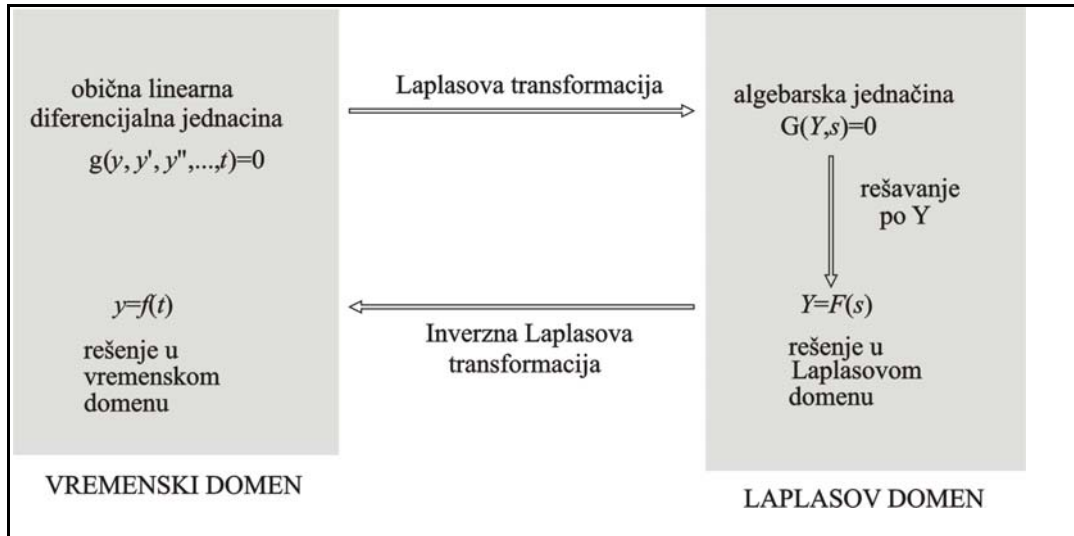 obična linearna
diferencijalna jednacina
g(y, y', y",...,t)=0
Laplasova transformacija
algebarska jednačina
G(Y,s)=0
rešavanje
po Y
y=f(t)
rešenje u
vremenskom
domenu
Inverzna Laplasova
transformacija
Y=F(s)
rešenje u
Laplasovom
domenu
VREMENSKI DOMEN
LAPLASOV DOMEN